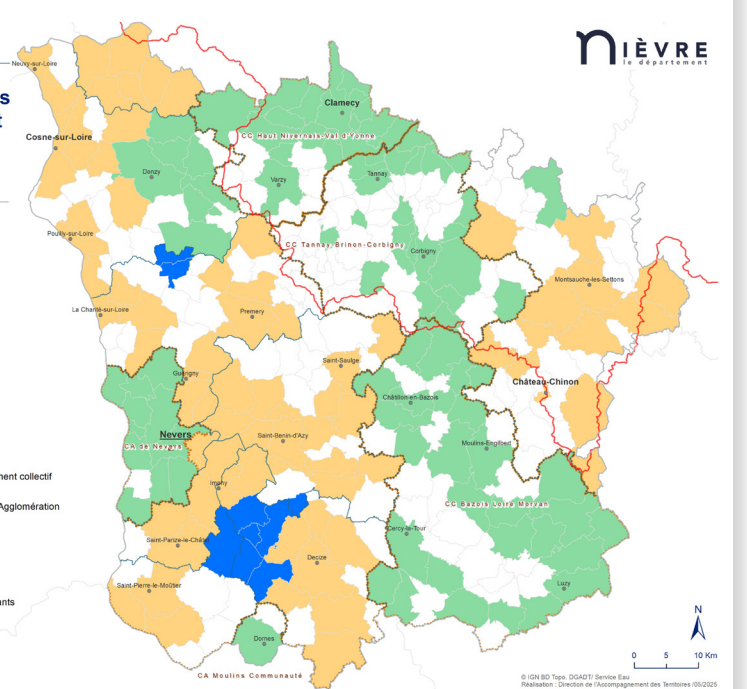 NIÈVRE
le département
Neuvy-sur-Loire
s
t
Clamecy
Cosne-sur-Loire
CC Haut Nivernais-Val d'Yonne
Donzy
Varzy
Tannay
Pouilly-sur-Loire
CC Tannay Brinon-Corbigny
Corbigny
Montsauche-les-Settons
La Charité-sur-Loire
Premery
Saint-Saulge
Guérigny
Château-Chinon
Châtillon-en-Bazois
Nevers
CA de Nevers
Saint-Benin-d'Azy
Moulins-Engilbert
ment collectif
Imphy
Agglomération
CC Bazois Loire Morvan
Cercy-la-Tour
Saint-Parize-le-Châtel
Decize
Saint-Pierre-le-Moûtier
Luzy
ants
Dornes
CA Moulins Communauté
N
0 5 10 Km
© IGN BD Topo, DGADT/ Service Eau
Réalisation : Direction de l'Accompagnement des Territoires /05/2025